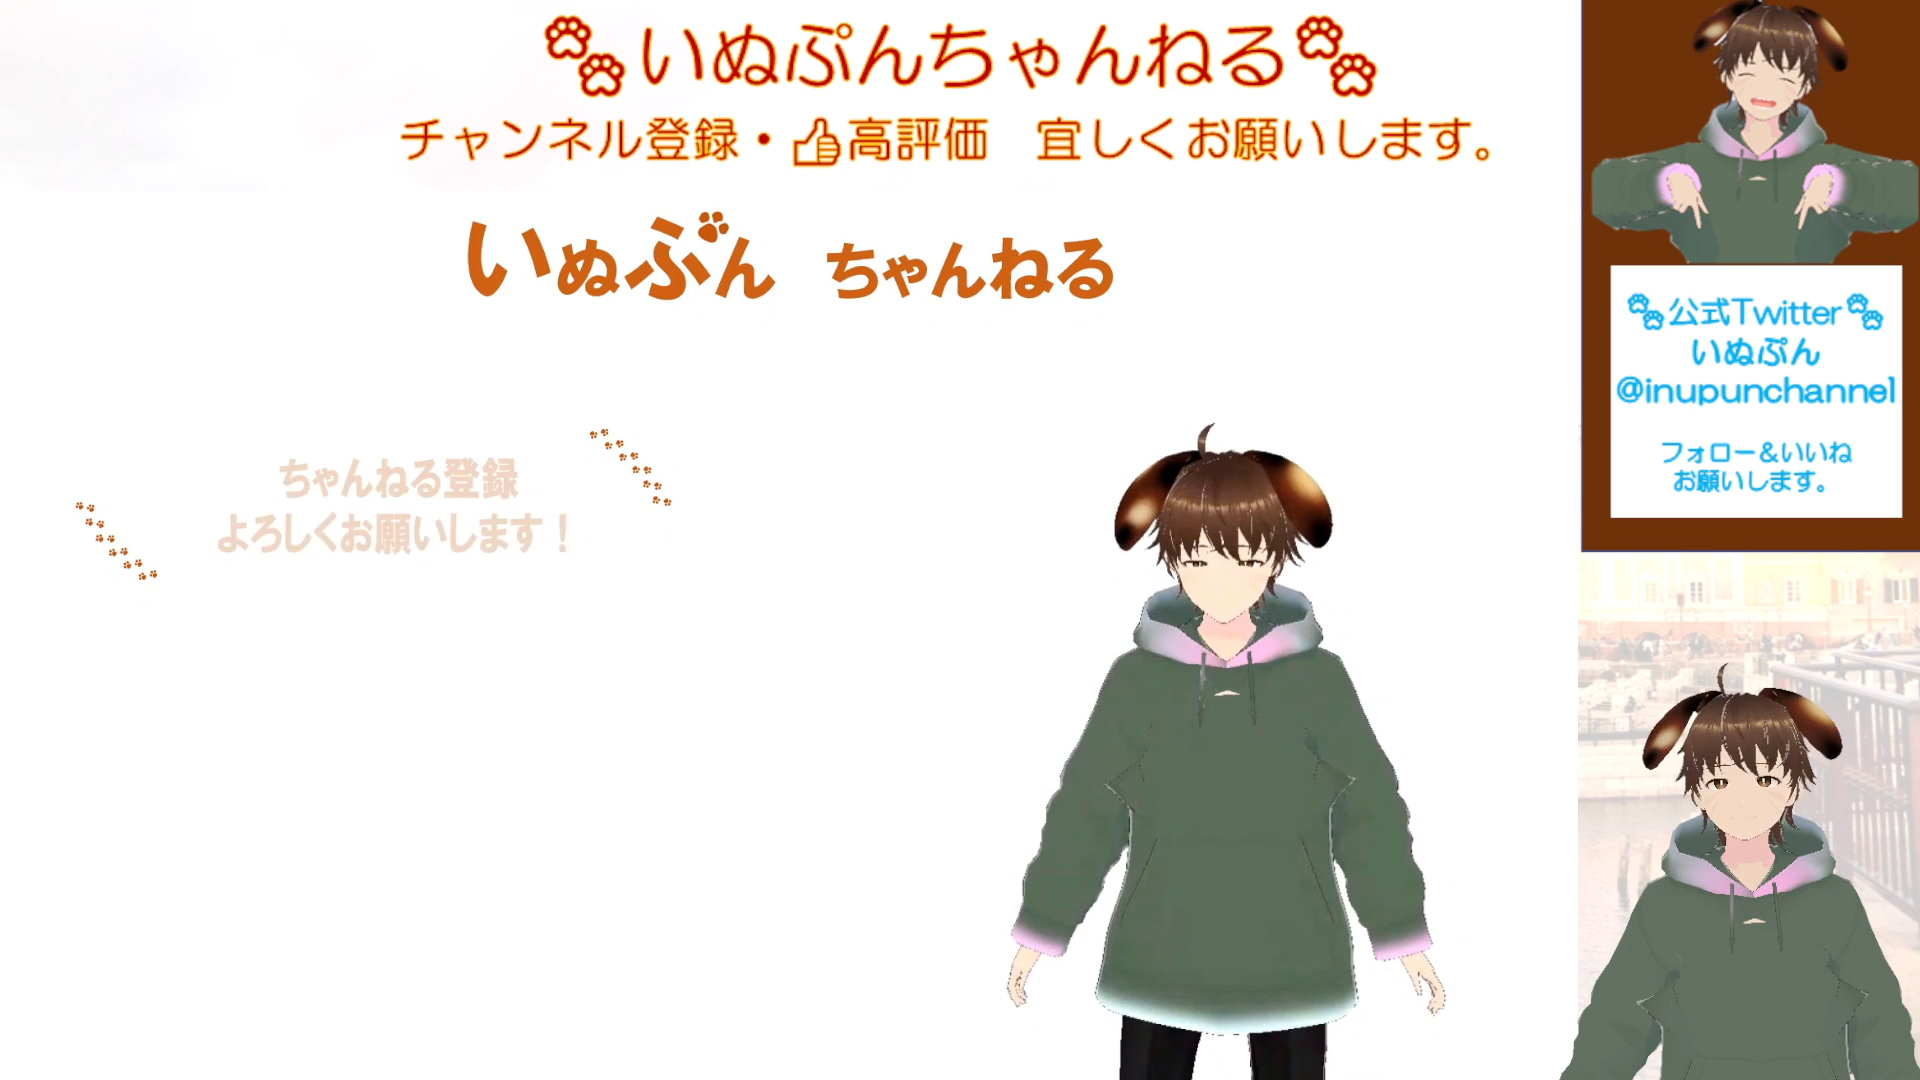 いぬぷんちゃんねる
チャンネル登録・👍高評価 宜しくお願いします。
いぬぷん ちゃんねる
ちゃんねる登録
よろしくお願いします！
公式Twitter
いぬぷん
@inupunchannel
フォロー＆いいね
お願いします。